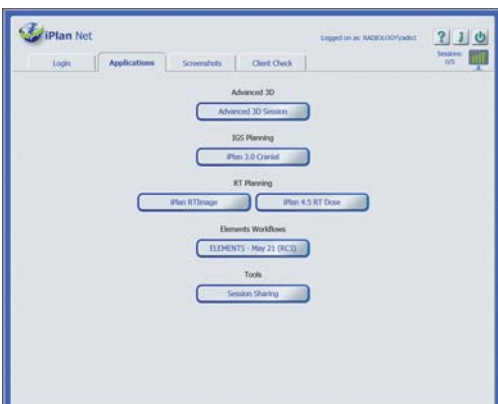 iPlan Net
Logged on as: RADIOLOGY\radio1
Sessions:
0/5
Login
Applications
Screenshots
Client Check
Advanced 3D
Advanced 3D Session
IGS Planning
iPlan 3.0 Cranial
RT Planning
iPlan RTImage
iPlan 4.5 RT Dose
Elements Workflows
ELEMENTS - May 21 (RC3)
Tools
Session Sharing